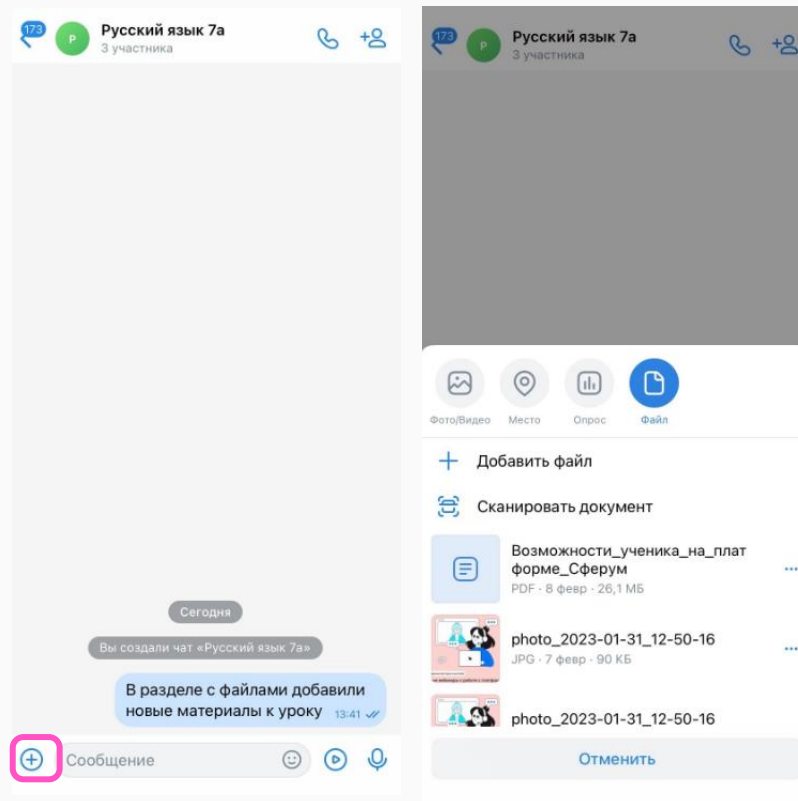 173
Р
Русский язык 7а
3 участника
Сегодня
Вы создали чат «Русский язык 7а»
В разделе с файлами добавили
новые материалы к уроку 13:41
Сообщение
173
Р
Русский язык 7а
3 участника
Фото/Видео Место Опрос Файл
Добавить файл
Сканировать документ
Возможности_ученика_на_плат
форме_Сферум
PDF · 8 февр · 26,1 МБ
photo_2023-01-31_12-50-16
JPG · 7 февр · 90 КБ
photo_2023-01-31_12-50-16
Отменить